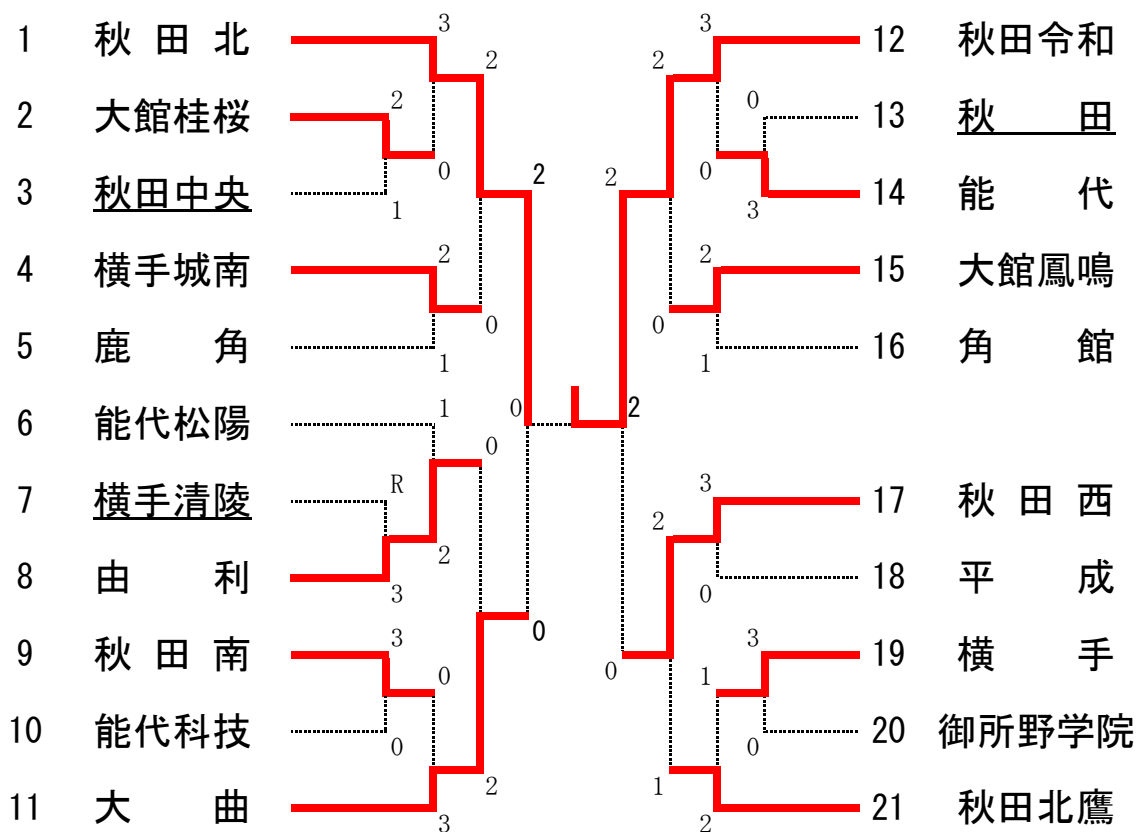 3 3
1 秋田北 12 秋田令和
2 2
2 大館桂桜 2 0 13 秋田
0 2 2 0
3 秋田中央 1 3 14 能代
4 横手城南 2 2 15 大館鳳鳴
0 0
5 鹿角 1 1 16 角館
6 能代松陽 1 0 2
0
7 横手清陵 R 3 17 秋田西
2 2
8 由利 3 0 18 平成
9 秋田南 3 0 0 0 1 3 19 横手
10 能代科技 0 0 20 御所野学院
2 1
11 大曲 3 2 21 秋田北鷹